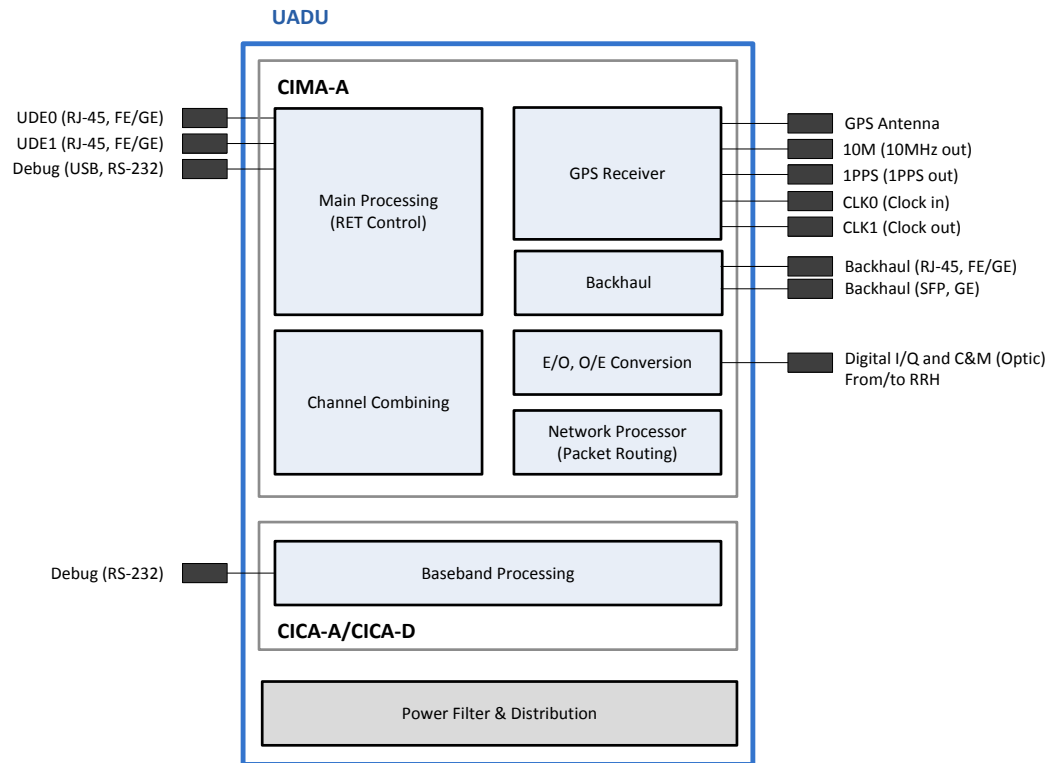 UADU
CIMA-A
UDE0 (RJ-45, FE/GE)
UDE1 (RJ-45, FE/GE)
Debug (USB, RS-232)
Main Processing
(RET Control)
GPS Receiver
GPS Antenna
10M (10MHz out)
1PPS (1PPS out)
CLK0 (Clock in)
CLK1 (Clock out)
Backhaul
Backhaul (RJ-45, FE/GE)
Backhaul (SFP, GE)
E/O, O/E Conversion
Digital I/Q and C&M (Optic)
From/to RRH
Channel Combining
Network Processor
(Packet Routing)
Debug (RS-232)
Baseband Processing
CICA-A/CICA-D
Power Filter & Distribution